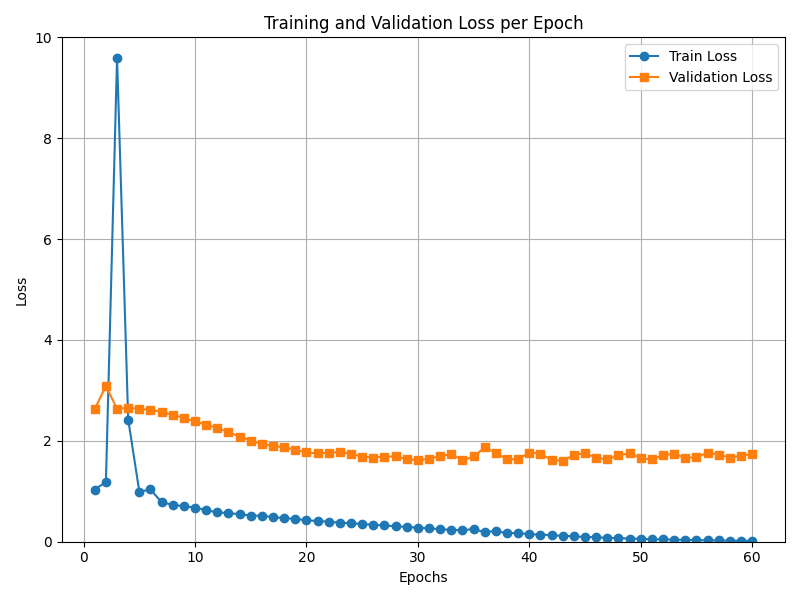 Training and Validation Loss per Epoch
Train Loss
Validation Loss
10
8
6
4
2
0
Loss
0 10 20 30 40 50 60
Epochs